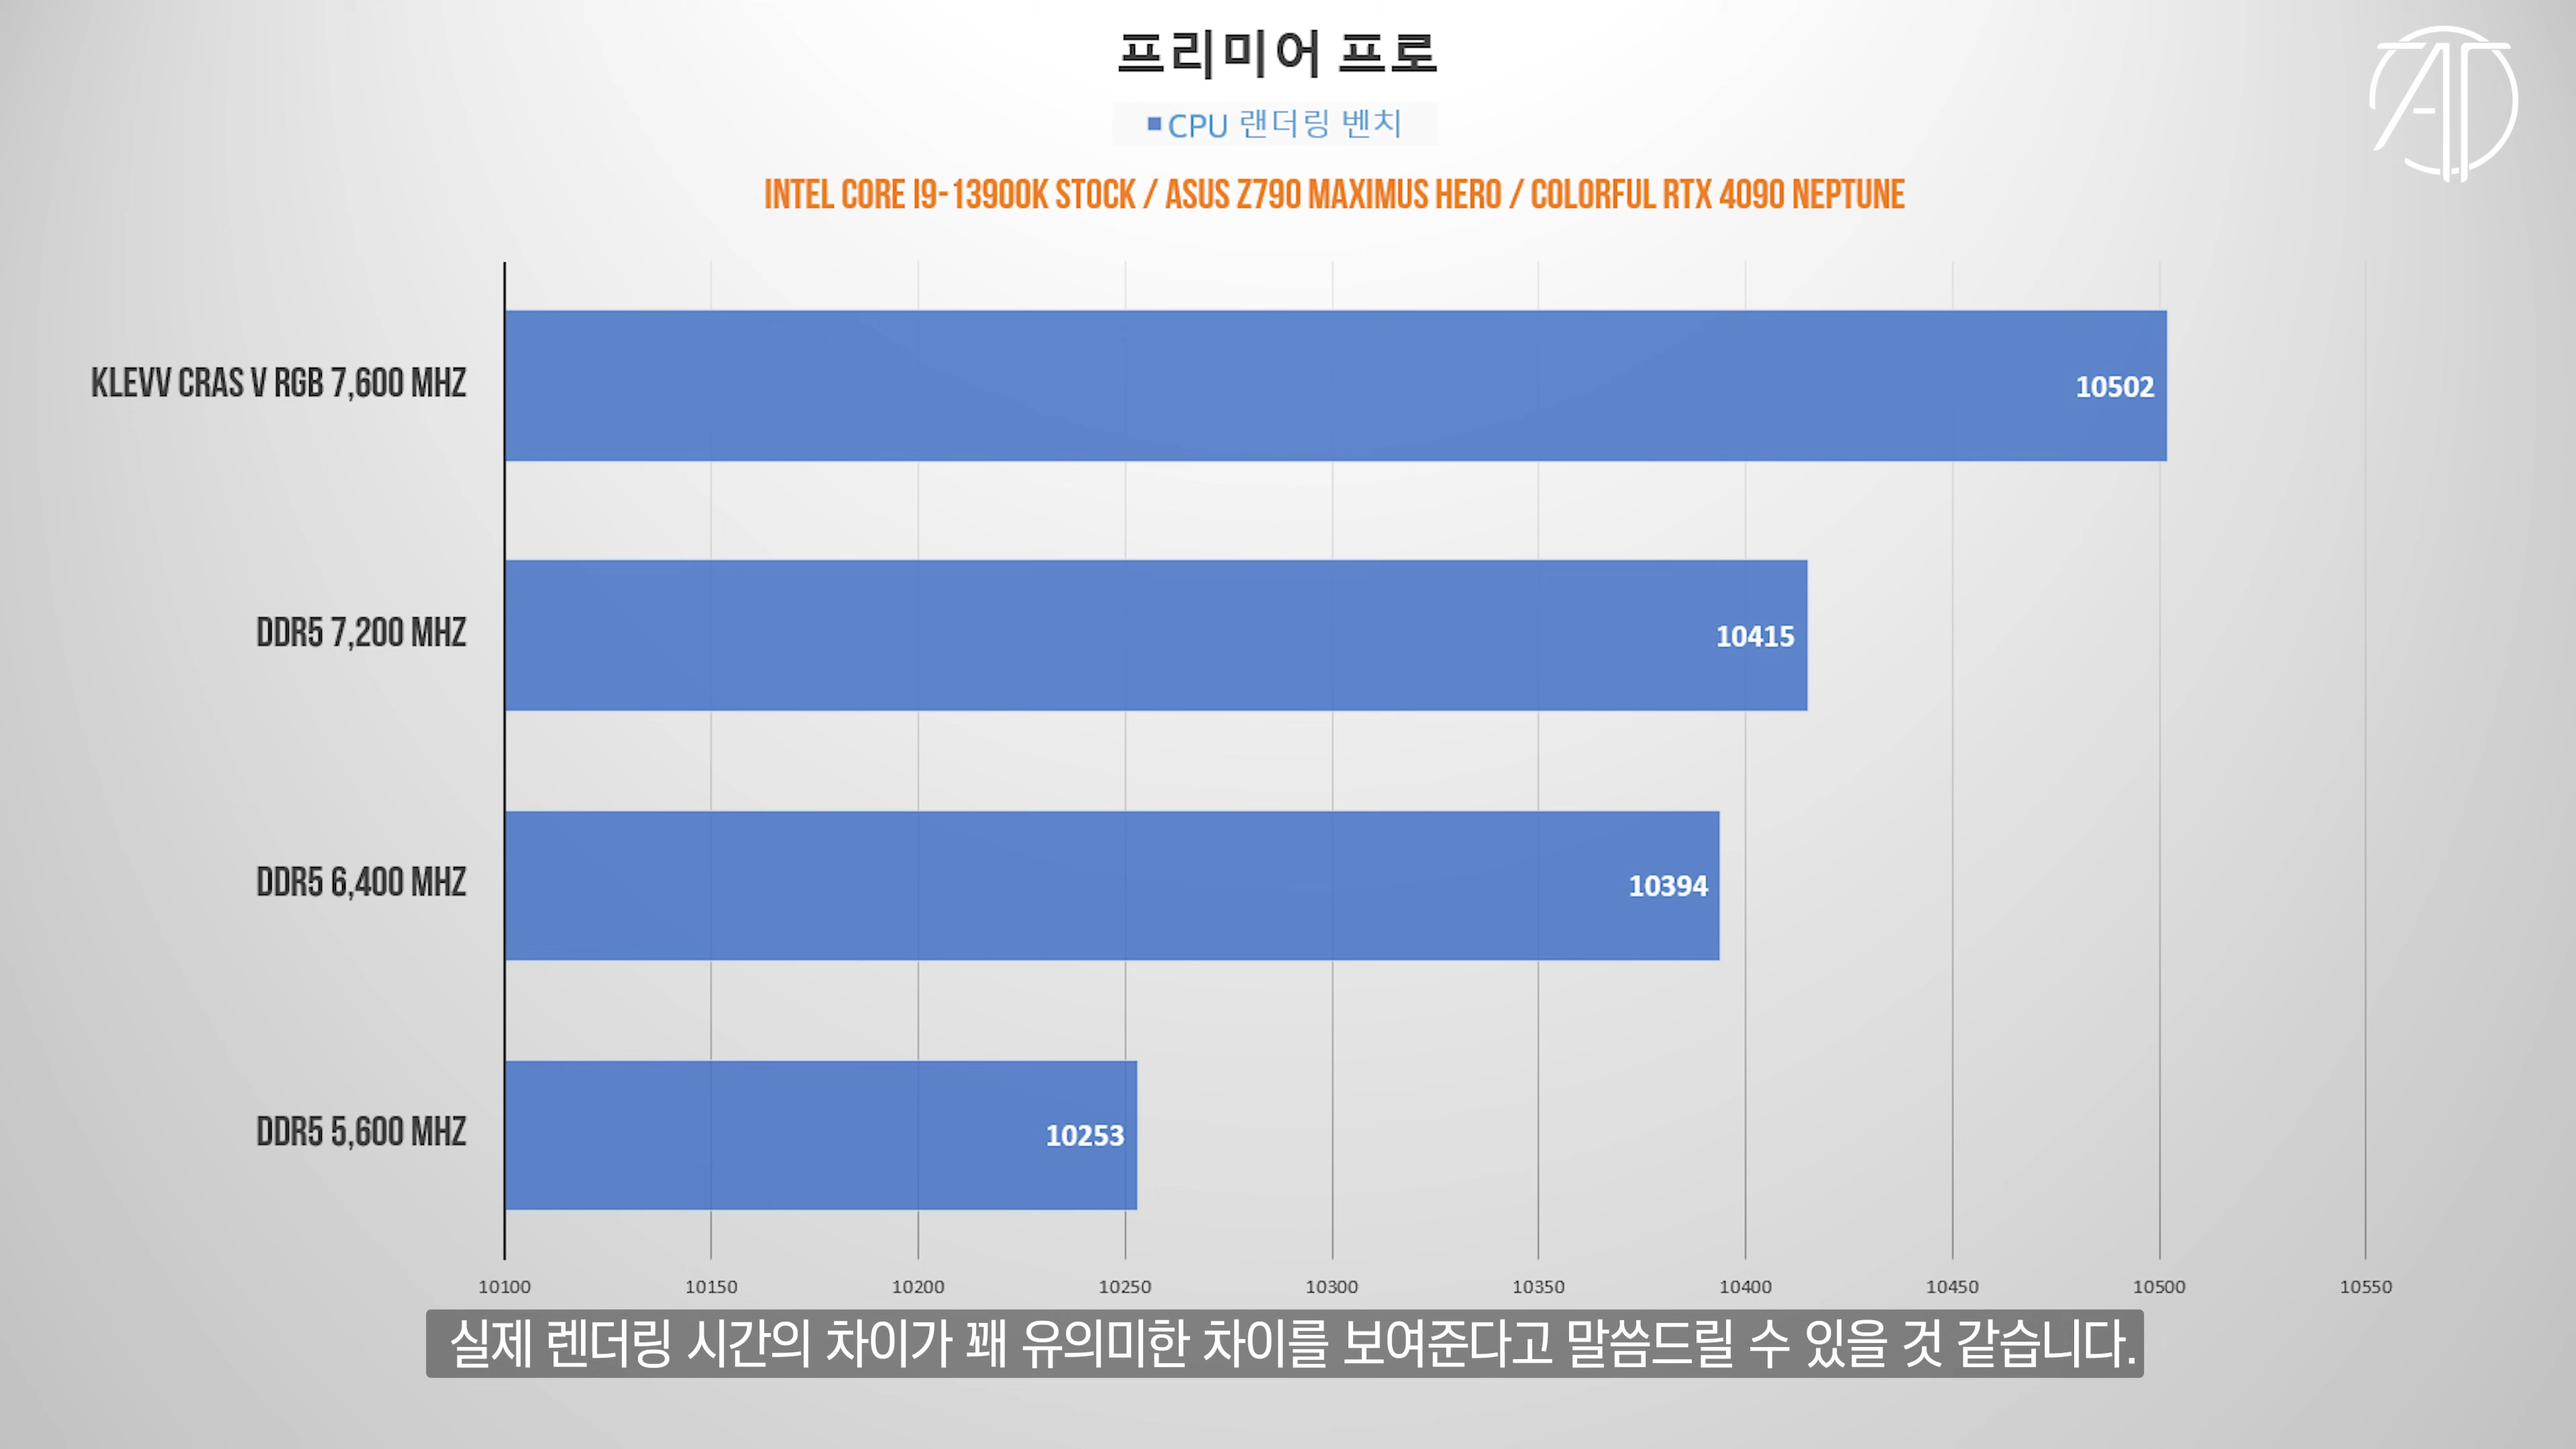 프리미어 프로
CPU 랜더링 벤치
INTEL CORE I9-13900K STOCK / ASUS Z790 MAXIMUS HERO / COLORFUL RTX 4090 NEPTUNE
KLEVV CRAS V RGB 7,600 MHZ
10502
DDR5 7,200 MHZ
10415
DDR5 6,400 MHZ
10394
DDR5 5,600 MHZ
10253
10100 10150 10200 10250 10300 10350 10400 10450 10500 10550
실제 렌더링 시간의 차이가 꽤 유의미한 차이를 보여준다고 말씀드릴 수 있을 것 같습니다.